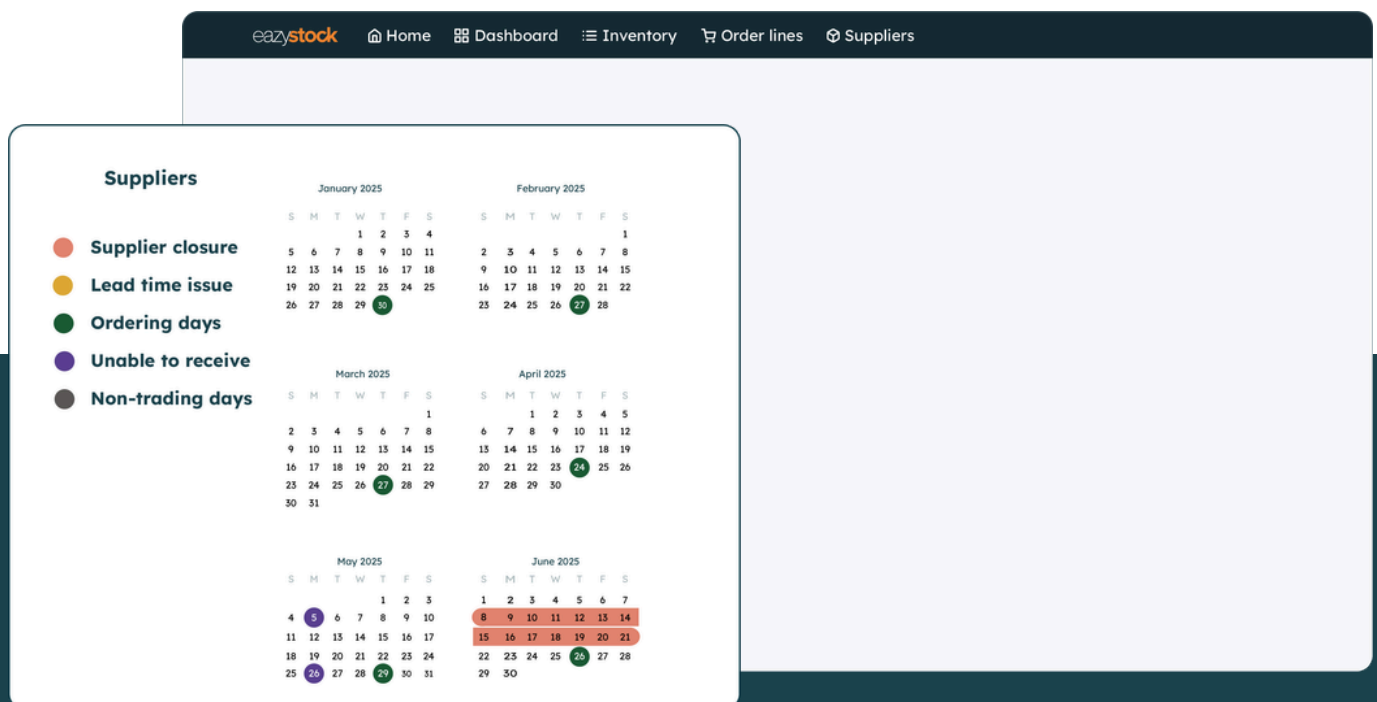 eazystock Home Dashboard Inventory Order lines Suppliers
Suppliers
Supplier closure
Lead time issue
Ordering days
Unable to receive
Non-trading days
January 2025
S M T W T F S
1 2 3 4
5 6 7 8 9 10 11
12 13 14 15 16 17 18
19 20 21 22 23 24 25
26 27 28 29 30
February 2025
S M T W T F S
1
2 3 4 5 6 7 8
9 10 11 12 13 14 15
16 17 18 19 20 21 22
23 24 25 26 27 28
March 2025
S M T W T F S
1
2 3 4 5 6 7 8
9 10 11 12 13 14 15
16 17 18 19 20 21 22
23 24 25 26 27 28 29
30 31
April 2025
S M T W T F S
1 2 3 4 5
6 7 8 9 10 11 12
13 14 15 16 17 18 19
20 21 22 23 24 25 26
27 28 29 30
May 2025
S M T W T F S
1 2 3
4 5 6 7 8 9 10
11 12 13 14 15 16 17
18 19 20 21 22 23 24
25 26 27 28 29 30 31
June 2025
S M T W T F S
1 2 3 4 5 6 7
8 9 10 11 12 13 14
15 16 17 18 19 20 21
22 23 24 25 26 27 28
29 30